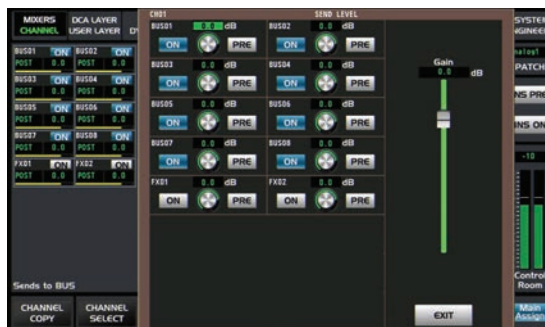 MIXERS
CHANNEL
DCA LAYER
USER LAYER
BUS01 ON BUS02 ON
POST 0.0 POST 0.0
BUS03 ON BUS04 ON
POST 0.0 POST 0.0
BUS05 ON BUS06 ON
POST 0.0 POST 0.0
BUS07 ON BUS08 ON
POST 0.0 POST 0.0
FX01 ON FX02 ON
POST 0.0 POST 0.0
Sends to BUS
CHANNEL
COPY
CHANNEL
SELECT
CH01 SEND LEVEL
BUS01 0.0 dB BUS02 0.0 dB
ON PRE ON PRE
BUS03 0.0 dB BUS04 0.0 dB
ON PRE ON PRE
BUS05 0.0 dB BUS06 0.0 dB
ON PRE ON PRE
BUS07 0.0 dB BUS08 0.0 dB
ON PRE ON PRE
FX01 0.0 dB FX02 0.0 dB
ON PRE ON PRE
Gain
0.0 dB
EXIT
SYSTE
NGINEE
nalog1
PATCH
NS PRE
NS ON
-10
Control
Room
Main
Assign